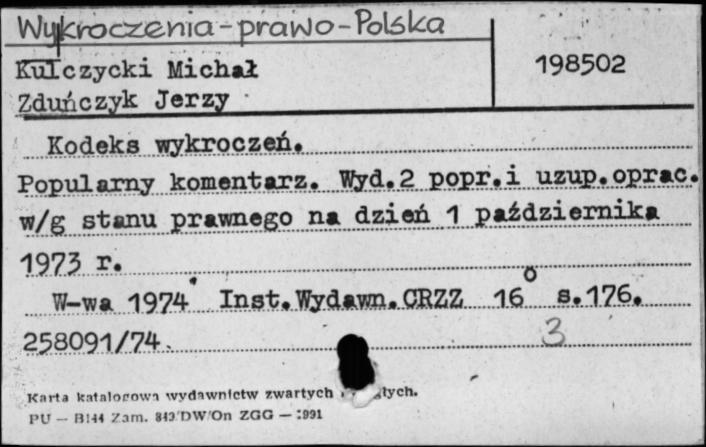 Wykroczenia-prawo-Polska
Kulczycki Michał 198502
Zduńczyk Jerzy
Kodeks wykroczeń.
Popularny komentarz. Wyd.2 popr.i uzup.oprac.
w/g stanu prawnego na dzień 1 października
1973 r.
W-wa 1974 Inst.Wydawn.CRZZ 16° s.176.
258091/74. 3
Karta katalogowa wydawnictw zwartych
PU — B144 Zam. 843/DW/On ZGG —